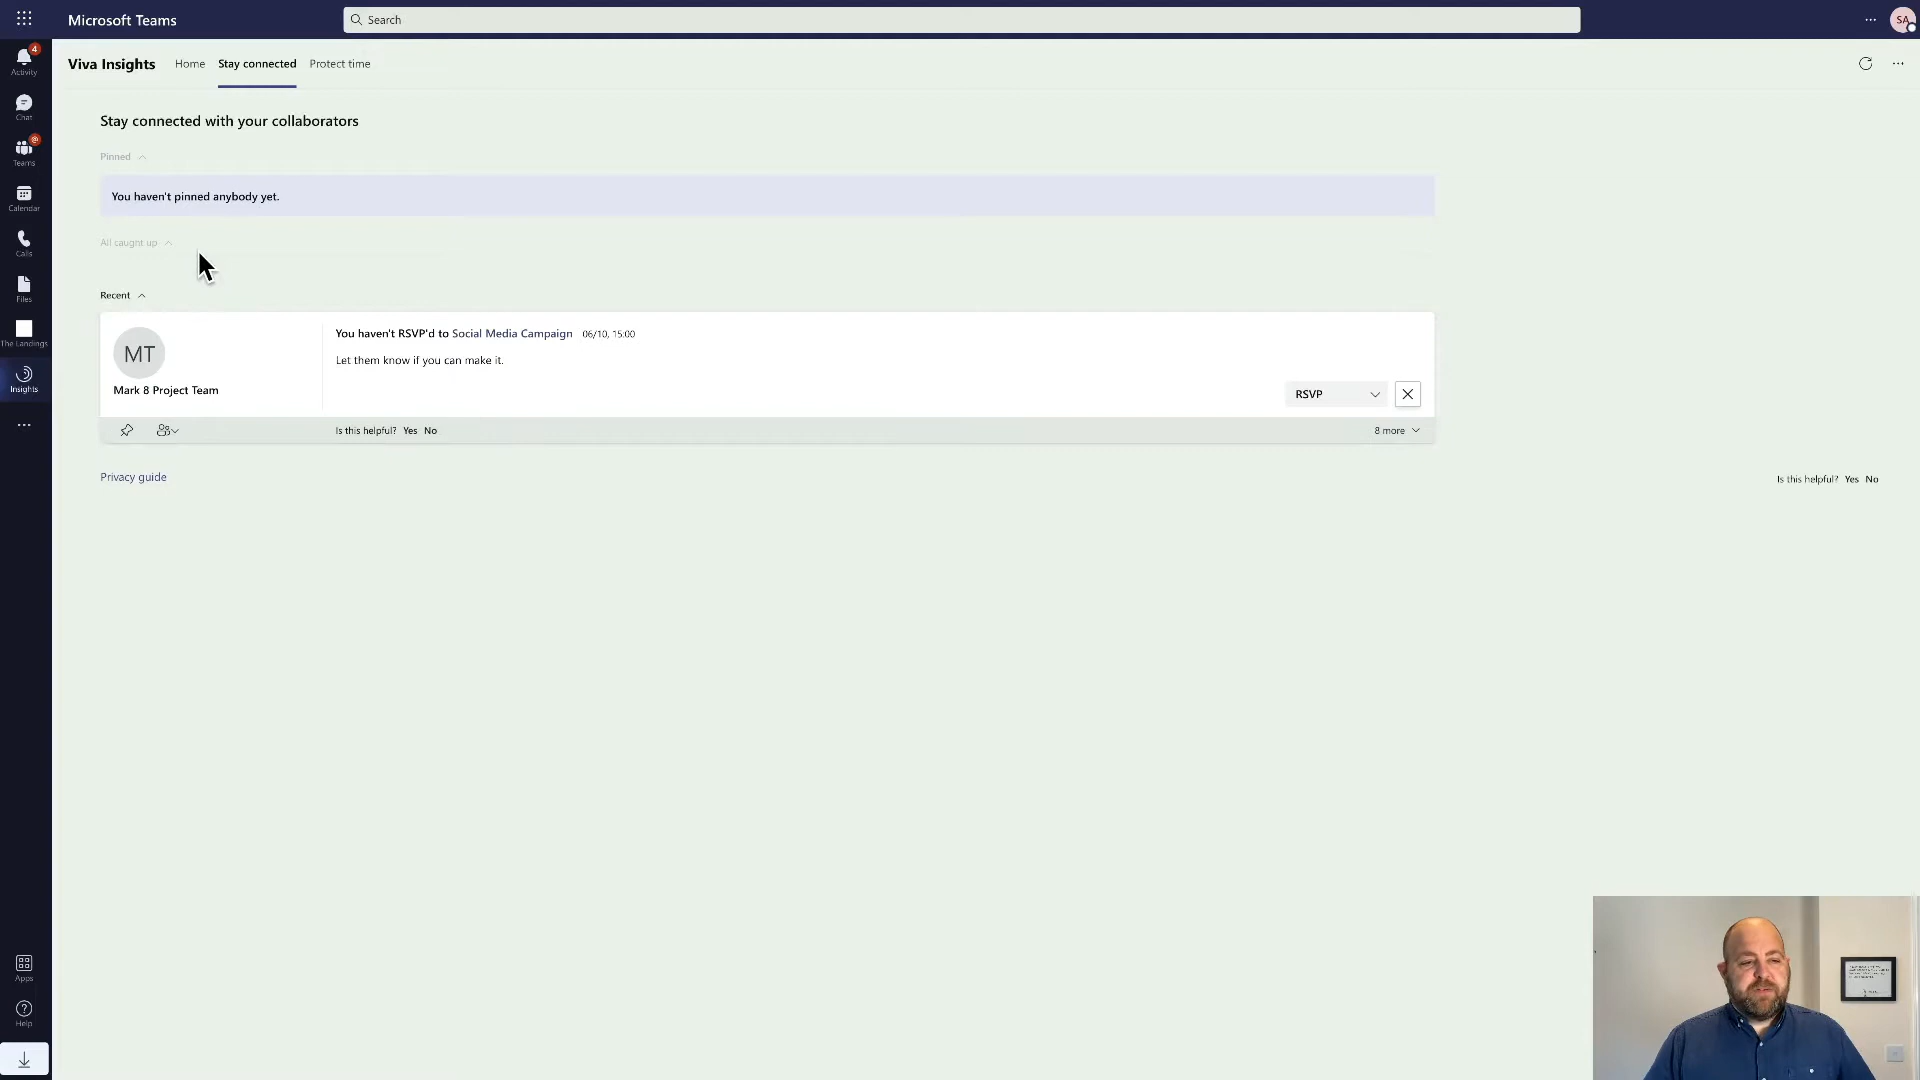 Microsoft Teams
Search
SA
4
Activity
Chat
@
Teams
Calendar
Calls
Files
The Landings
Insights
Apps
Help
Viva Insights Home Stay connected Protect time
Stay connected with your collaborators
Pinned
You haven't pinned anybody yet.
All caught up
Recent
MT
Mark 8 Project Team
You haven't RSVP'd to Social Media Campaign 06/10, 15:00
Let them know if you can make it.
RSVP
Is this helpful? Yes No
8 more
Privacy guide
Is this helpful? Yes No